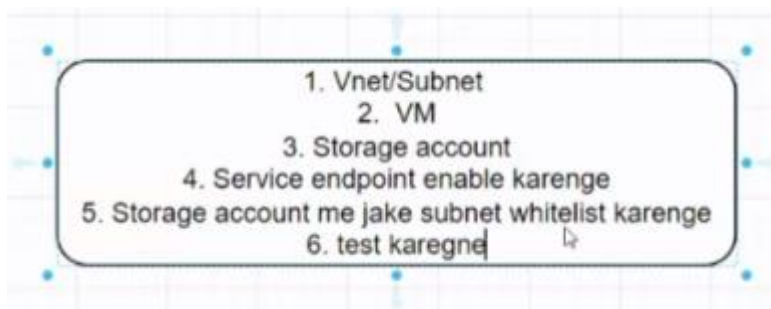 1. Vnet/Subnet
2. VM
3. Storage account
4. Service endpoint enable karenge
5. Storage account me jake subnet whitelist karenge
6. test karegne